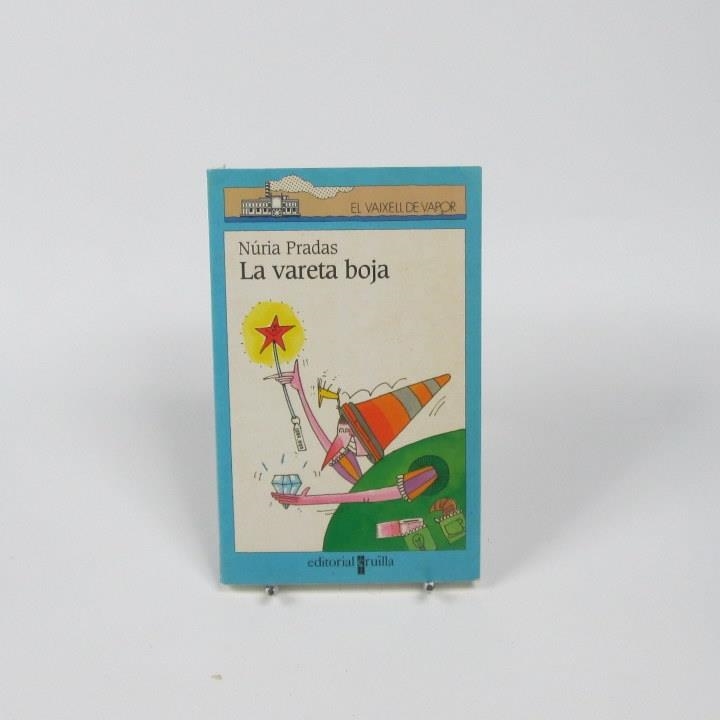 EL VAIXELL DE VAPOR
Núria Pradas
La vareta boja
editorial cruïlla